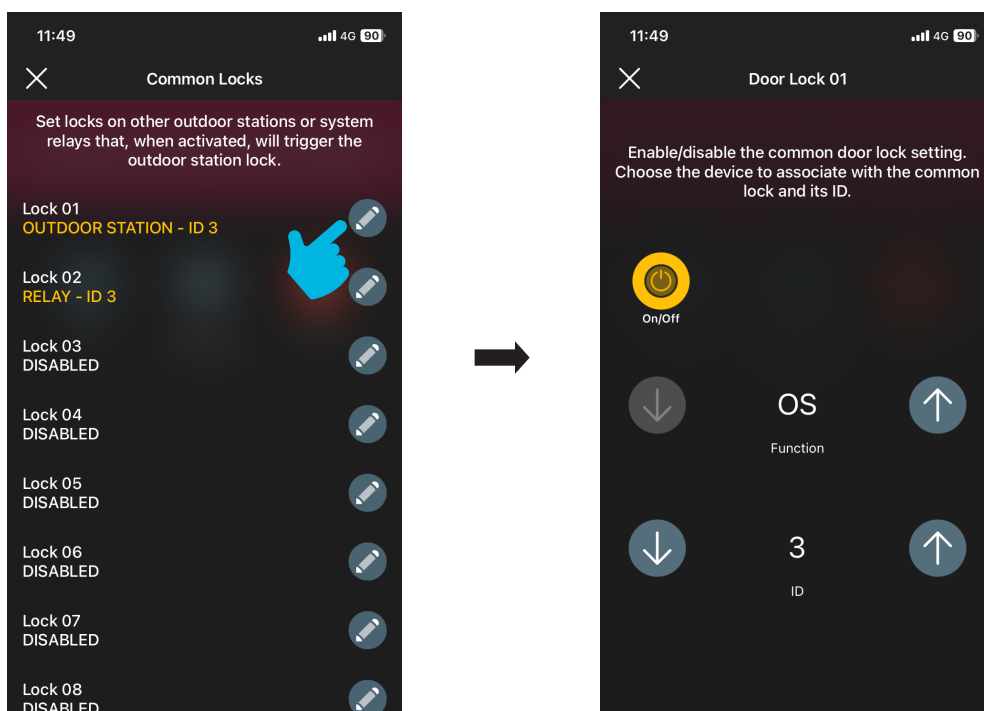 11:49
4G 90
Common Locks
Set locks on other outdoor stations or system
relays that, when activated, will trigger the
outdoor station lock.
Lock 01
OUTDOOR STATION - ID 3
Lock 02
RELAY - ID 3
Lock 03
DISABLED
Lock 04
DISABLED
Lock 05
DISABLED
Lock 06
DISABLED
Lock 07
DISABLED
Lock 08
DISABLED
11:49
4G 90
Door Lock 01
Enable/disable the common door lock setting.
Choose the device to associate with the common
lock and its ID.
On/Off
OS
Function
3
ID